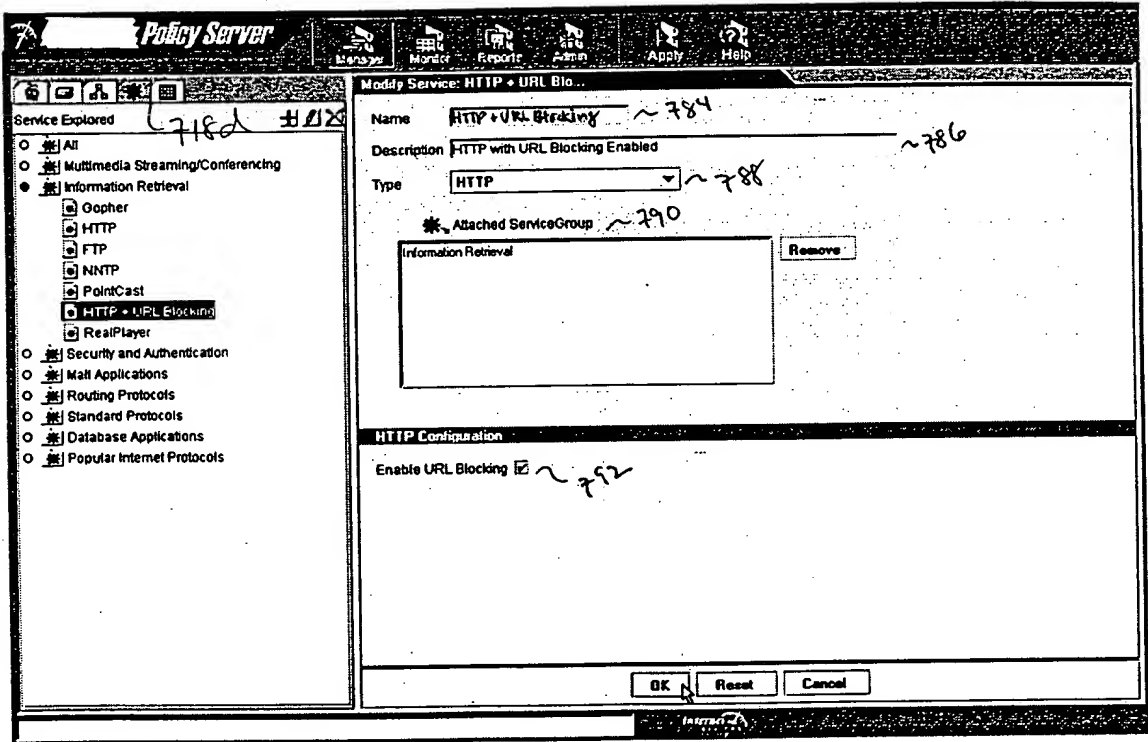 Policy Server
Manager Monitor Reports Admin Apply Help
Service Explored
718d
All
Multimedia Streaming/Conferencing
Information Retrieval
Gopher
HTTP
FTP
NNTP
PointCast
HTTP + URL Blocking
RealPlayer
Security and Authentication
Mail Applications
Routing Protocols
Standard Protocols
Database Applications
Popular Internet Protocols
Modify Service: HTTP + URL Blo...
Name HTTP + URL Blocking ~ 784
Description HTTP with URL Blocking Enabled ~ 786
Type HTTP ~ 788
Attached ServiceGroup ~ 790
Information Retrieval
Remove
HTTP Configuration
Enable URL Blocking ~ 792
OK Reset Cancel